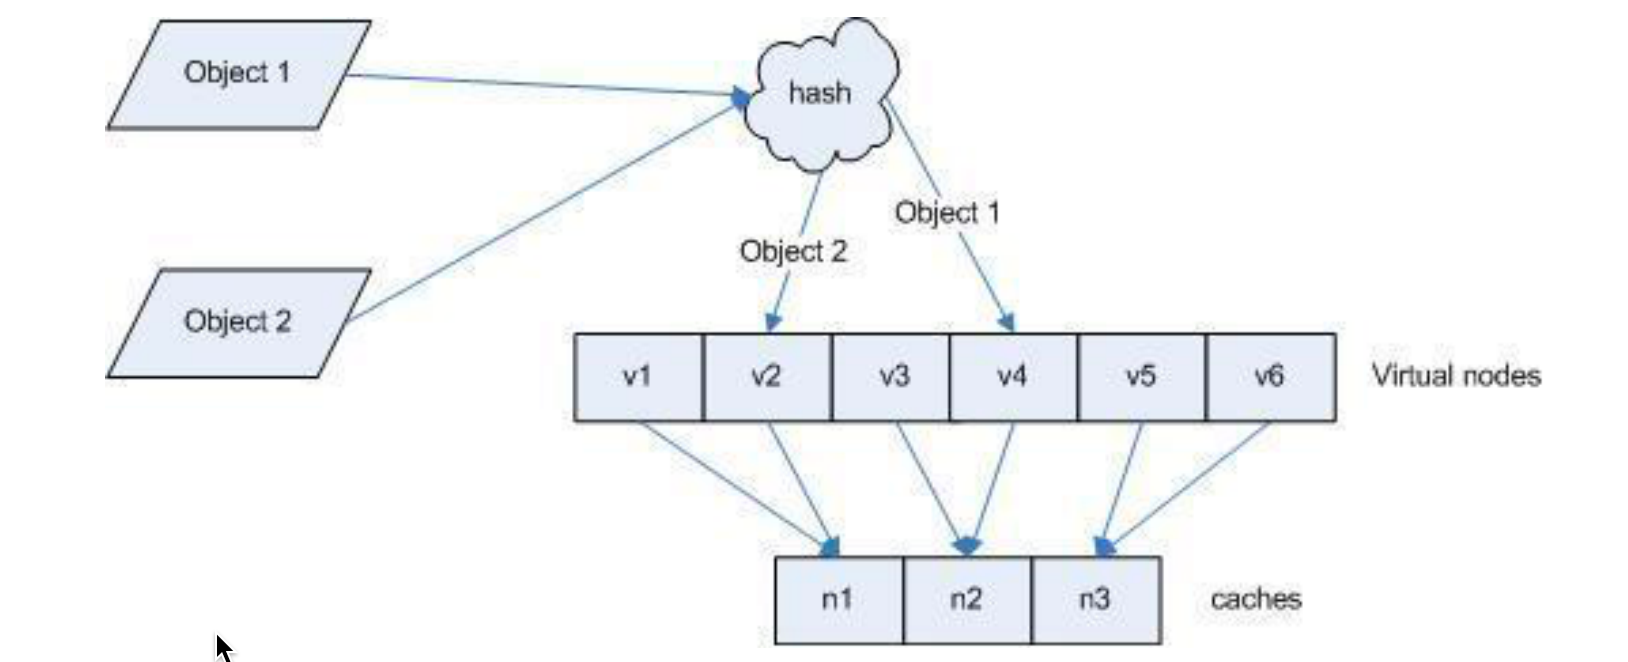 Object 1
hash
Object 1
Object 2
Object 2
v1 v2 v3 v4 v5 v6 Virtual nodes
n1 n2 n3 caches